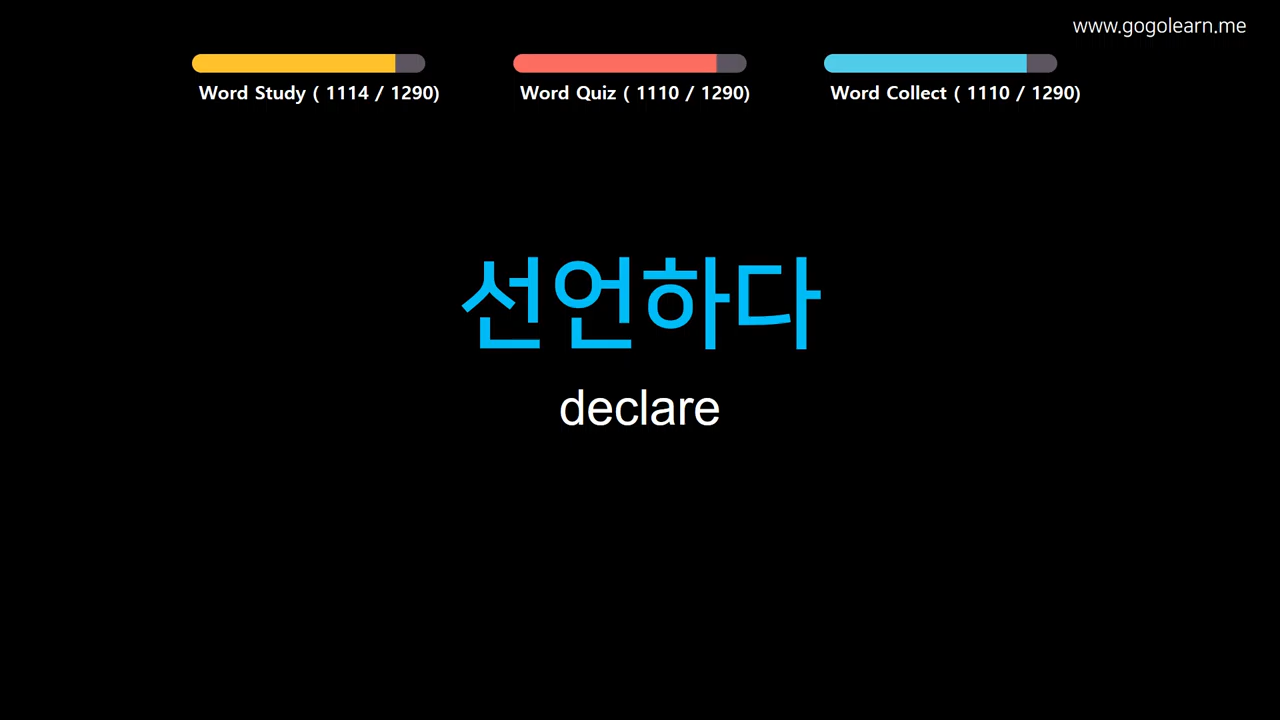 www.gogolearn.me
Word Study ( 1114 / 1290)
Word Quiz ( 1110 / 1290)
Word Collect ( 1110 / 1290)
선언하다
declare